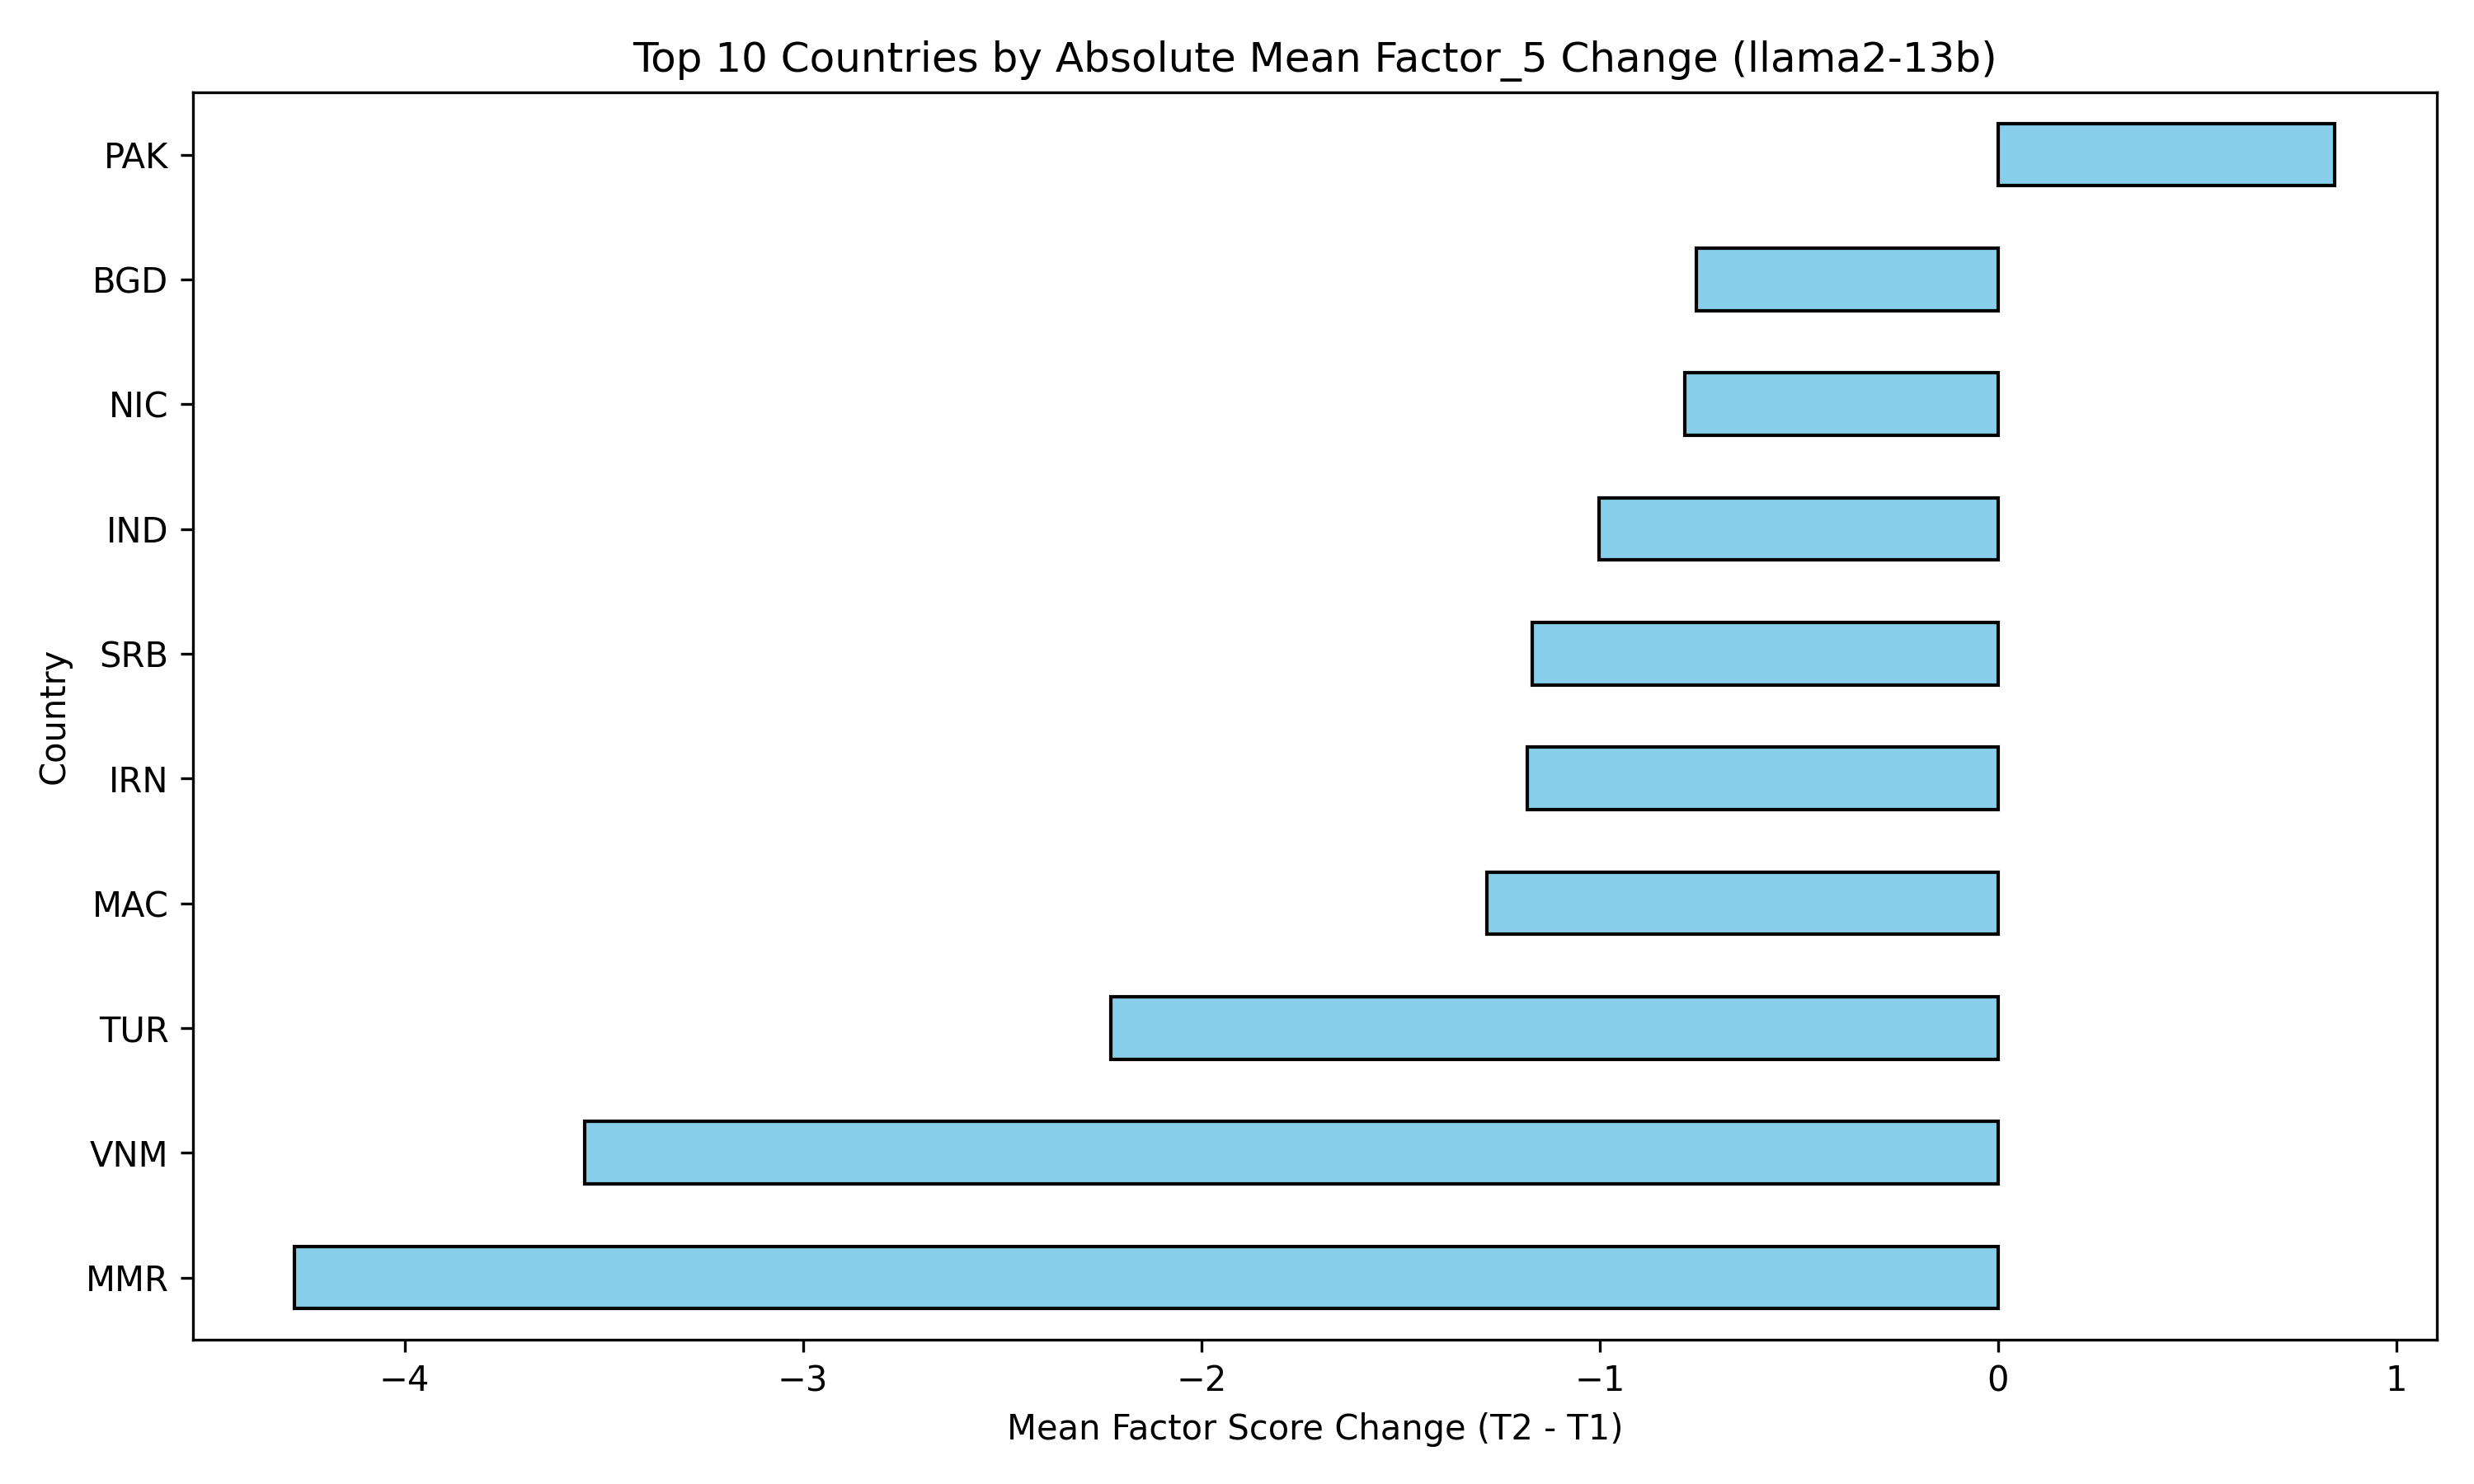 Top 10 Countries by Absolute Mean Factor_5 Change (llama2-13b)
PAK
BGD
NIC
IND
SRB
IRN
MAC
TUR
VNM
MMR
Country
−4 −3 −2 −1 0 1
Mean Factor Score Change (T2 - T1)